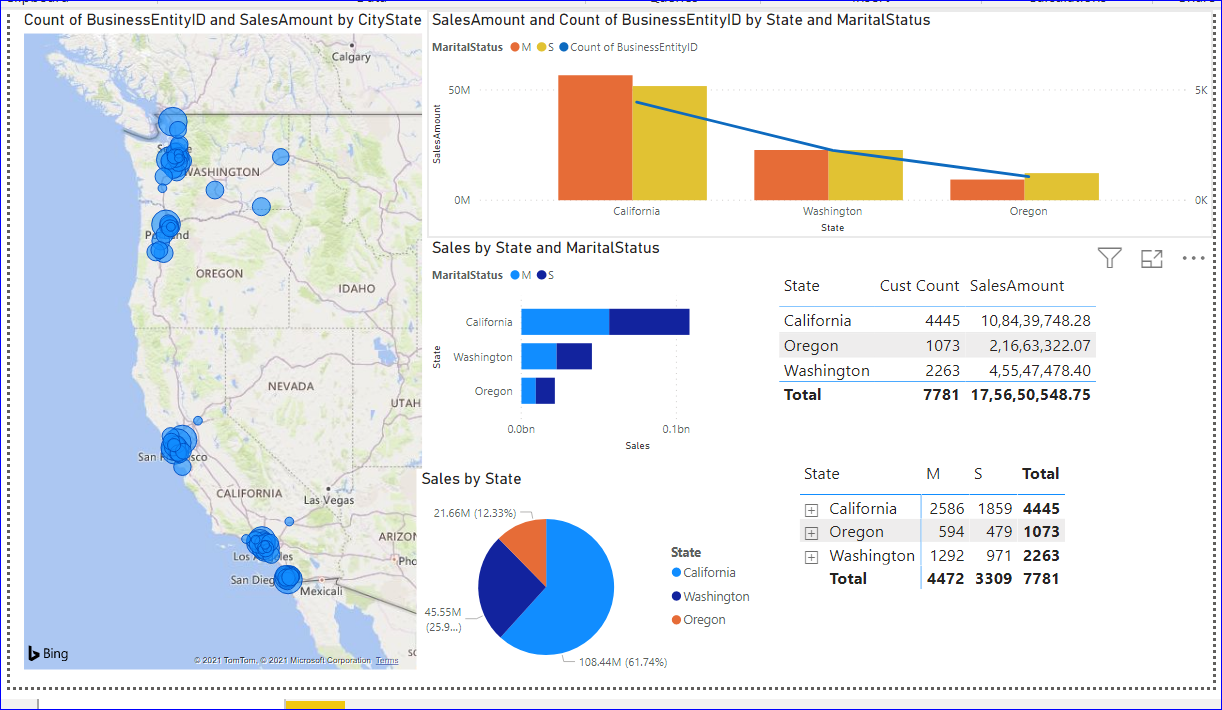 Count of BusinessEntityID and SalesAmount by CityState
Calgary
WASHINGTON
OREGON
IDAHO
NEVADA
UTAH
CALIFORNIA
Las Vegas
Mexicali
Bing
© 2021 TomTom, © 2021 Microsoft Corporation Terms
SalesAmount and Count of BusinessEntityID by State and MaritalStatus
MaritalStatus M S Count of BusinessEntityID
50M
5K
SalesAmount
0M
0K
California Washington Oregon
State
Sales by State and MaritalStatus
MaritalStatus M S
State
California
Washington
Oregon
0.0bn 0.1bn
Sales
State Cust Count SalesAmount
California 4445 10,84,39,748.28
Oregon 1073 2,16,63,322.07
Washington 2263 4,55,47,478.40
Total 7781 17,56,50,548.75
Sales by State
21.66M (12.33%)
45.55M
(25.9...)
108.44M (61.74%)
State
California
Washington
Oregon
State M S Total
California 2586 1859 4445
Oregon 594 479 1073
Washington 1292 971 2263
Total 4472 3309 7781